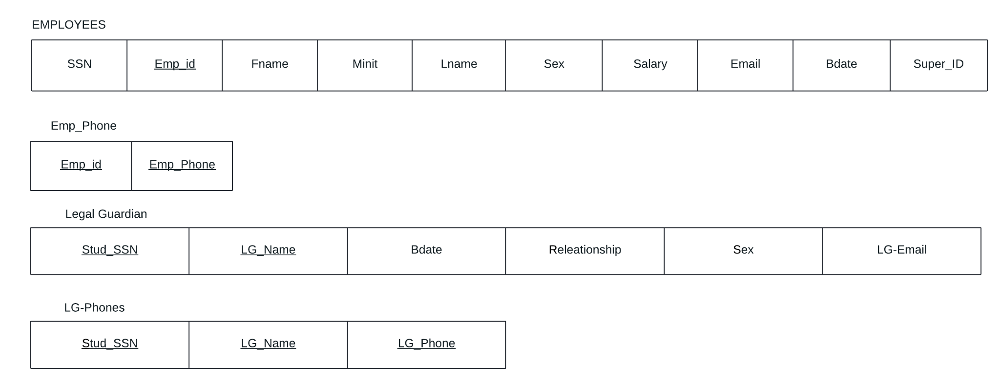 EMPLOYEES
SSN Emp_id Fname Minit Lname Sex Salary Email Bdate Super_ID
Emp_Phone
Emp_id Emp_Phone
Legal Guardian
Stud_SSN LG_Name Bdate Releationship Sex LG-Email
LG-Phones
Stud_SSN LG_Name LG_Phone